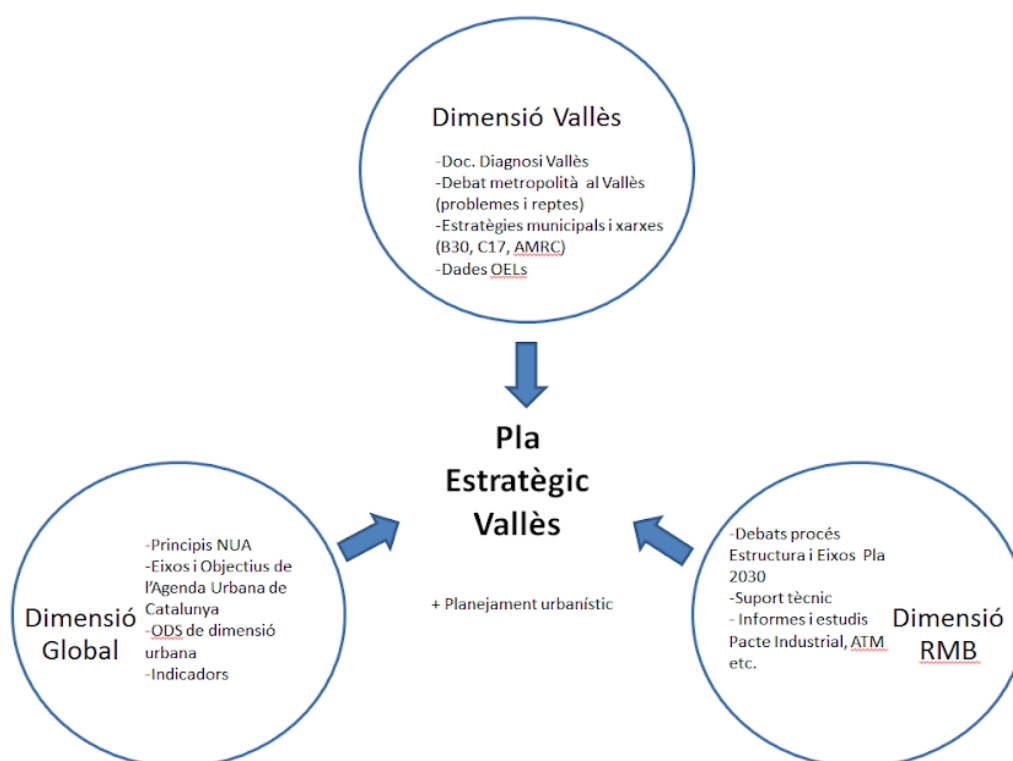 Dimensió Vallès
-Doc. Diagnosi Vallès
-Debat metropolità al Vallès
(problemes i reptes)
-Estratègies municipals i xarxes
(B30, C17, AMRC)
-Dades OELs
Pla
Estratègic
Vallès
+ Planejament urbanístic
Dimensió
Global
-Principis NUA
-Eixos i Objectius de
l'Agenda Urbana de
Catalunya
-ODS de dimensió
urbana
-Indicadors
-Debats procés
Estructura i Eixos Pla
2030
-Suport tècnic
- Informes i estudis
Pacte Industrial, ATM
etc.
Dimensió
RMB